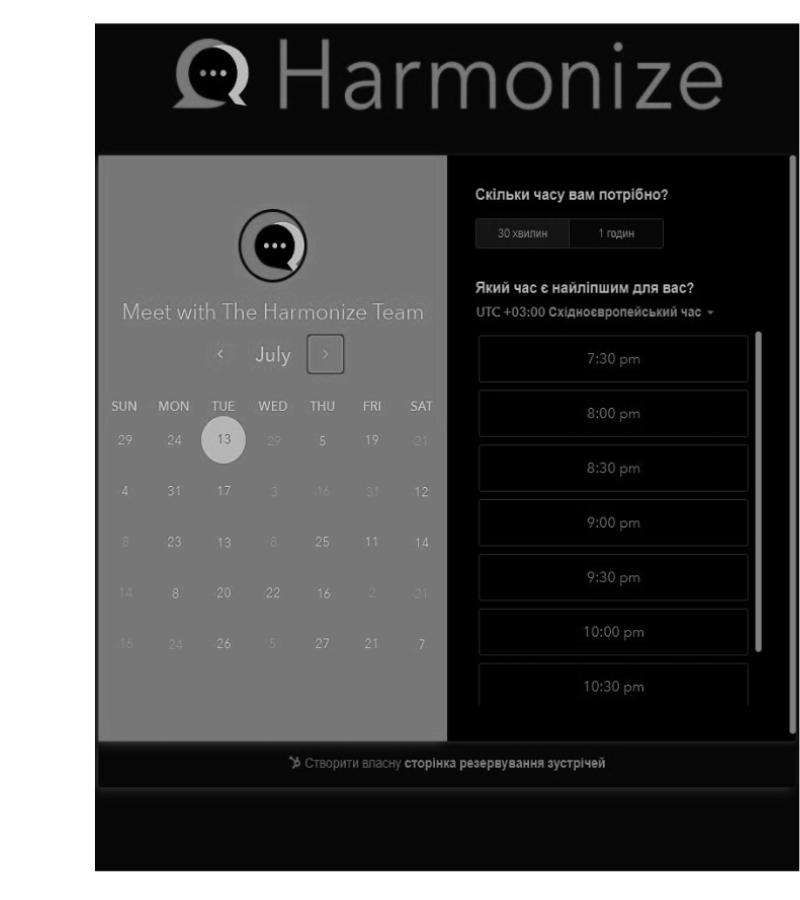 Harmonize
Meet with The Harmonize Team
July
SUN MON TUE WED THU FRI SAT
29 24 13 29 5 19 21
4 31 17 3 16 31 12
8 23 13 8 25 11 14
14 8 20 22 16 2 21
16 24 26 5 27 21 7
Скільки часу вам потрібно?
30 хвилин 1 годин
Який час є найліпшим для вас?
UTC +03:00 Східноєвропейський час
7:30 pm
8:00 pm
8:30 pm
9:00 pm
9:30 pm
10:00 pm
10:30 pm
Створити власну сторінка резервування зустрічей